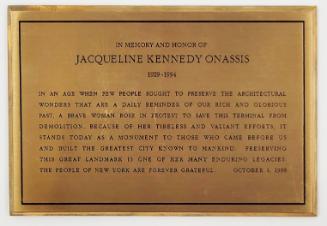 IN MEMORY AND HONOR OF
JACQUELINE KENNEDY ONASSIS
1929-1994
IN AN AGE WHEN FEW PEOPLE SOUGHT TO PRESERVE THE ARCHITECTURAL
WONDERS THAT ARE A DAILY REMINDER OF OUR RICH AND GLORIOUS
PAST, A BRAVE WOMAN ROSE IN PROTEST TO SAVE THIS TERMINAL FROM
DEMOLITION. BECAUSE OF HER TIRELESS AND VALIANT EFFORTS, IT
STANDS TODAY AS A MONUMENT TO THOSE WHO CAME BEFORE US
AND BUILT THE GREATEST CITY KNOWN TO MANKIND. PRESERVING
THIS GREAT LANDMARK IS ONE OF HER MANY ENDURING LEGACIES.
THE PEOPLE OF NEW YORK ARE FOREVER GRATEFUL. OCTOBER 1, 1998